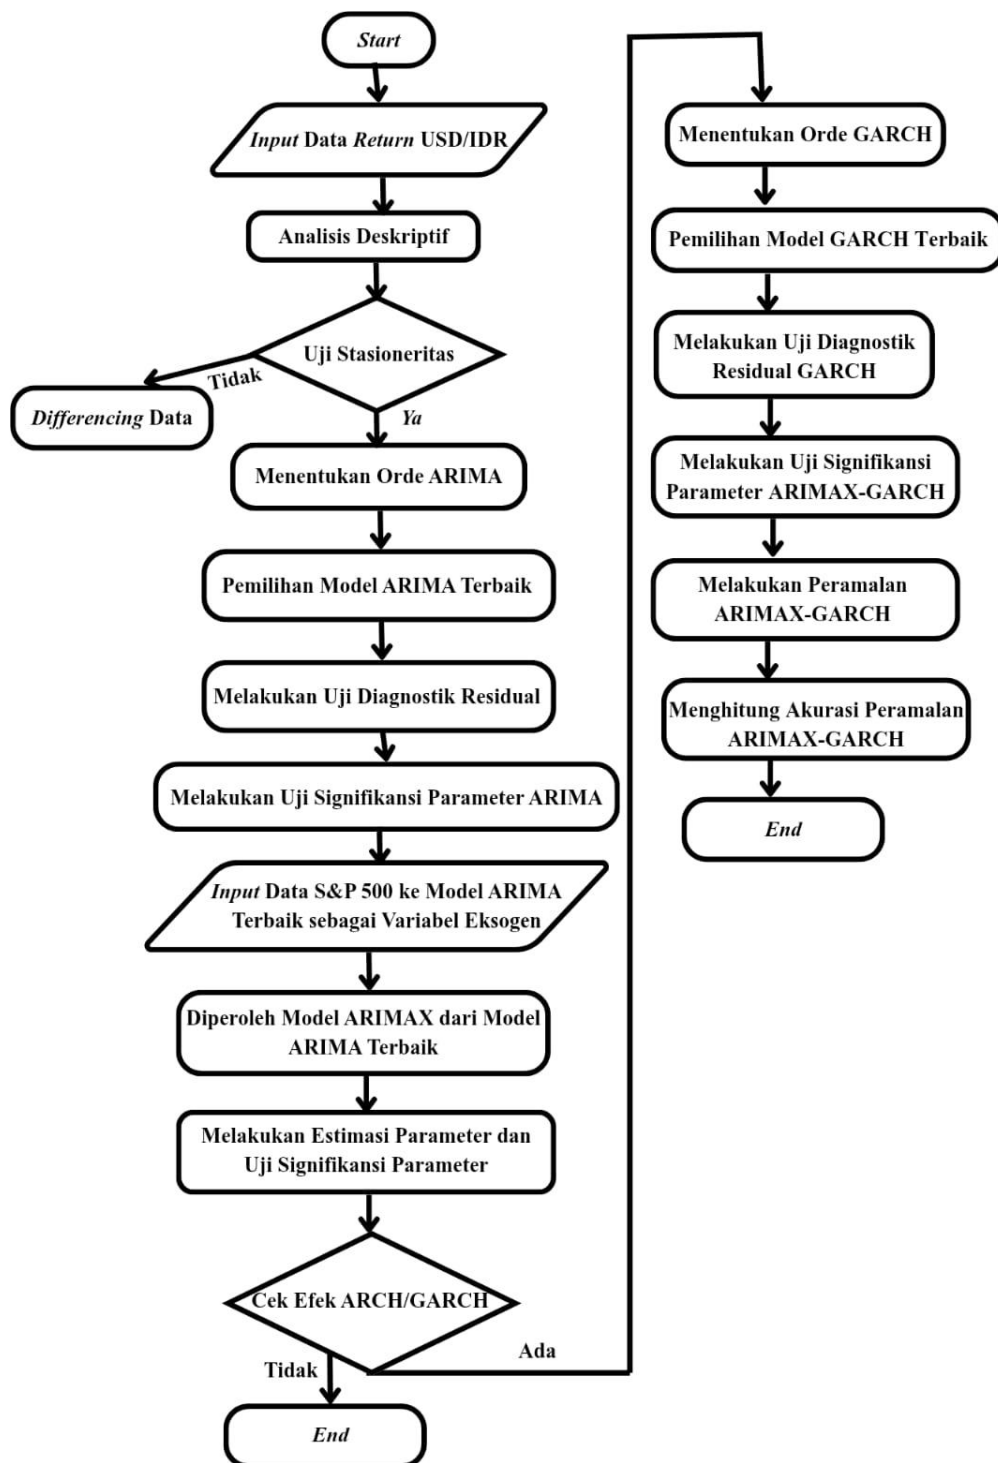 Start
Input Data Return USD/IDR
Analisis Deskriptif
Uji Stasioneritas
Tidak
Differencing Data
Ya
Menentukan Orde ARIMA
Pemilihan Model ARIMA Terbaik
Melakukan Uji Diagnostik Residual
Melakukan Uji Signifikansi Parameter ARIMA
Input Data S&P 500 ke Model ARIMA
Terbaik sebagai Variabel Eksogen
Diperoleh Model ARIMAX dari Model
ARIMA Terbaik
Melakukan Estimasi Parameter dan
Uji Signifikansi Parameter
Cek Efek ARCH/GARCH
Tidak
Ada
End
Menentukan Orde GARCH
Pemilihan Model GARCH Terbaik
Melakukan Uji Diagnostik
Residual GARCH
Melakukan Uji Signifikansi
Parameter ARIMAX-GARCH
Melakukan Peramalan
ARIMAX-GARCH
Menghitung Akurasi Peramalan
ARIMAX-GARCH
End